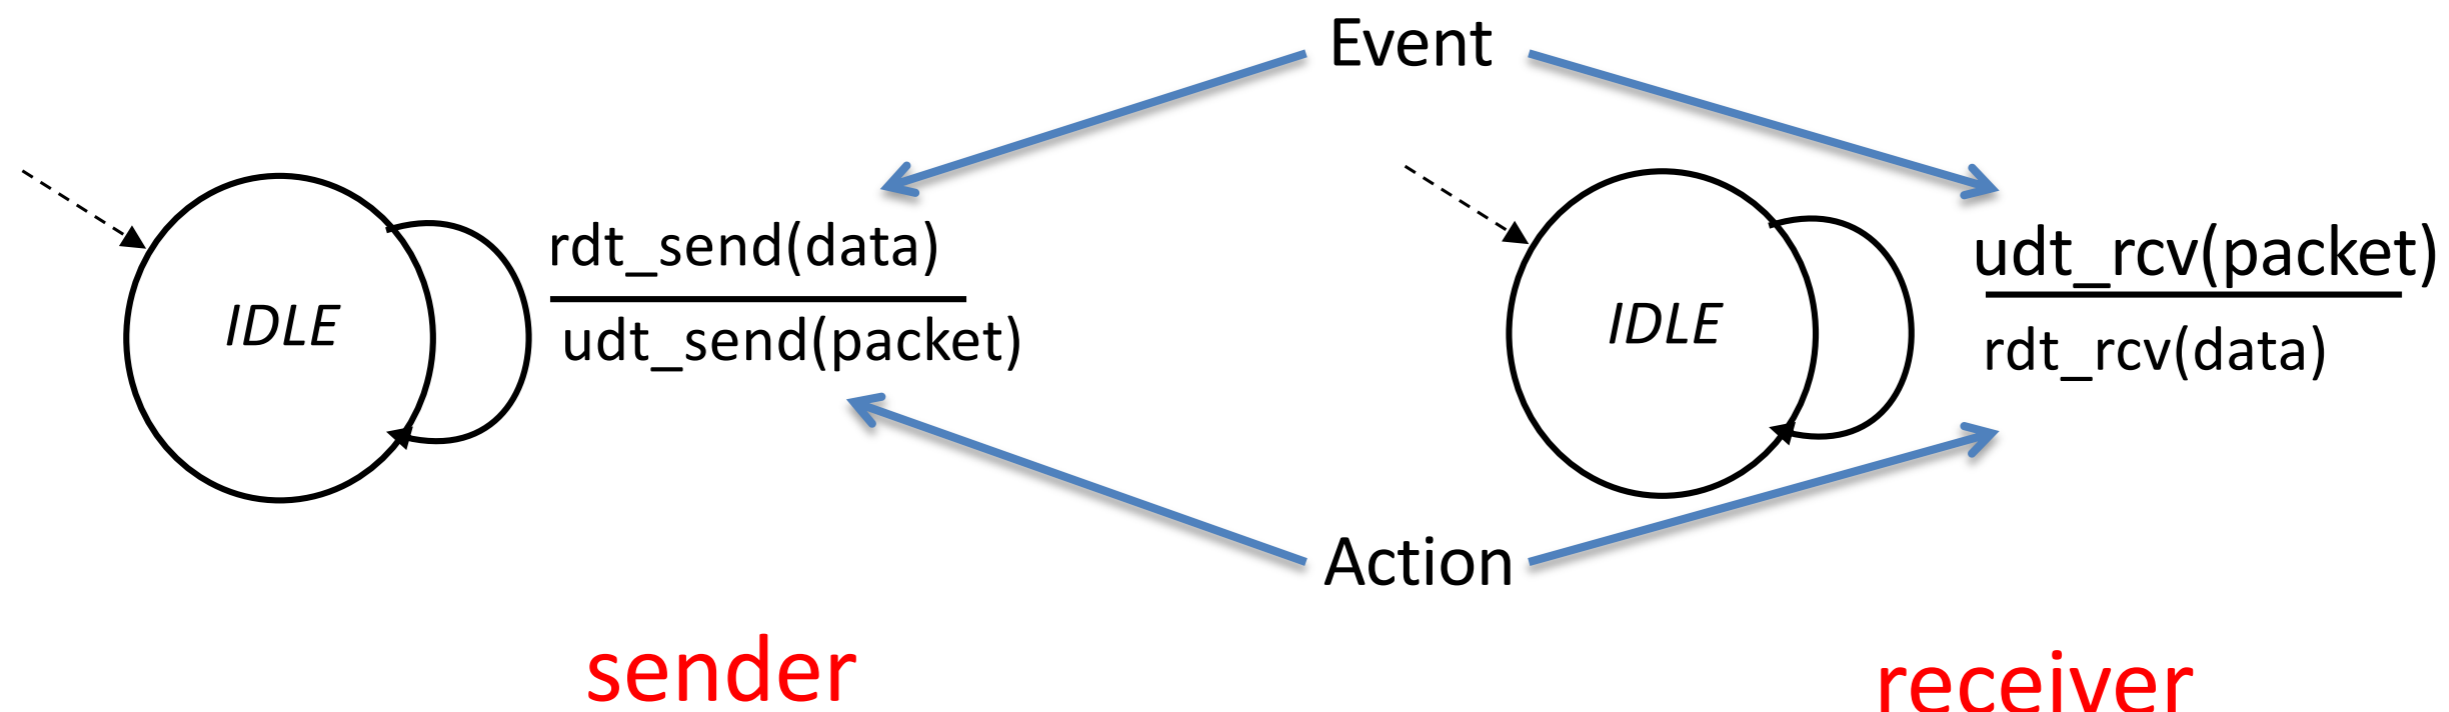 Event
rdt_send(data)
udt_send(packet)
IDLE
udt_rcv(packet)
rdt_rcv(data)
IDLE
Action
sender
receiver